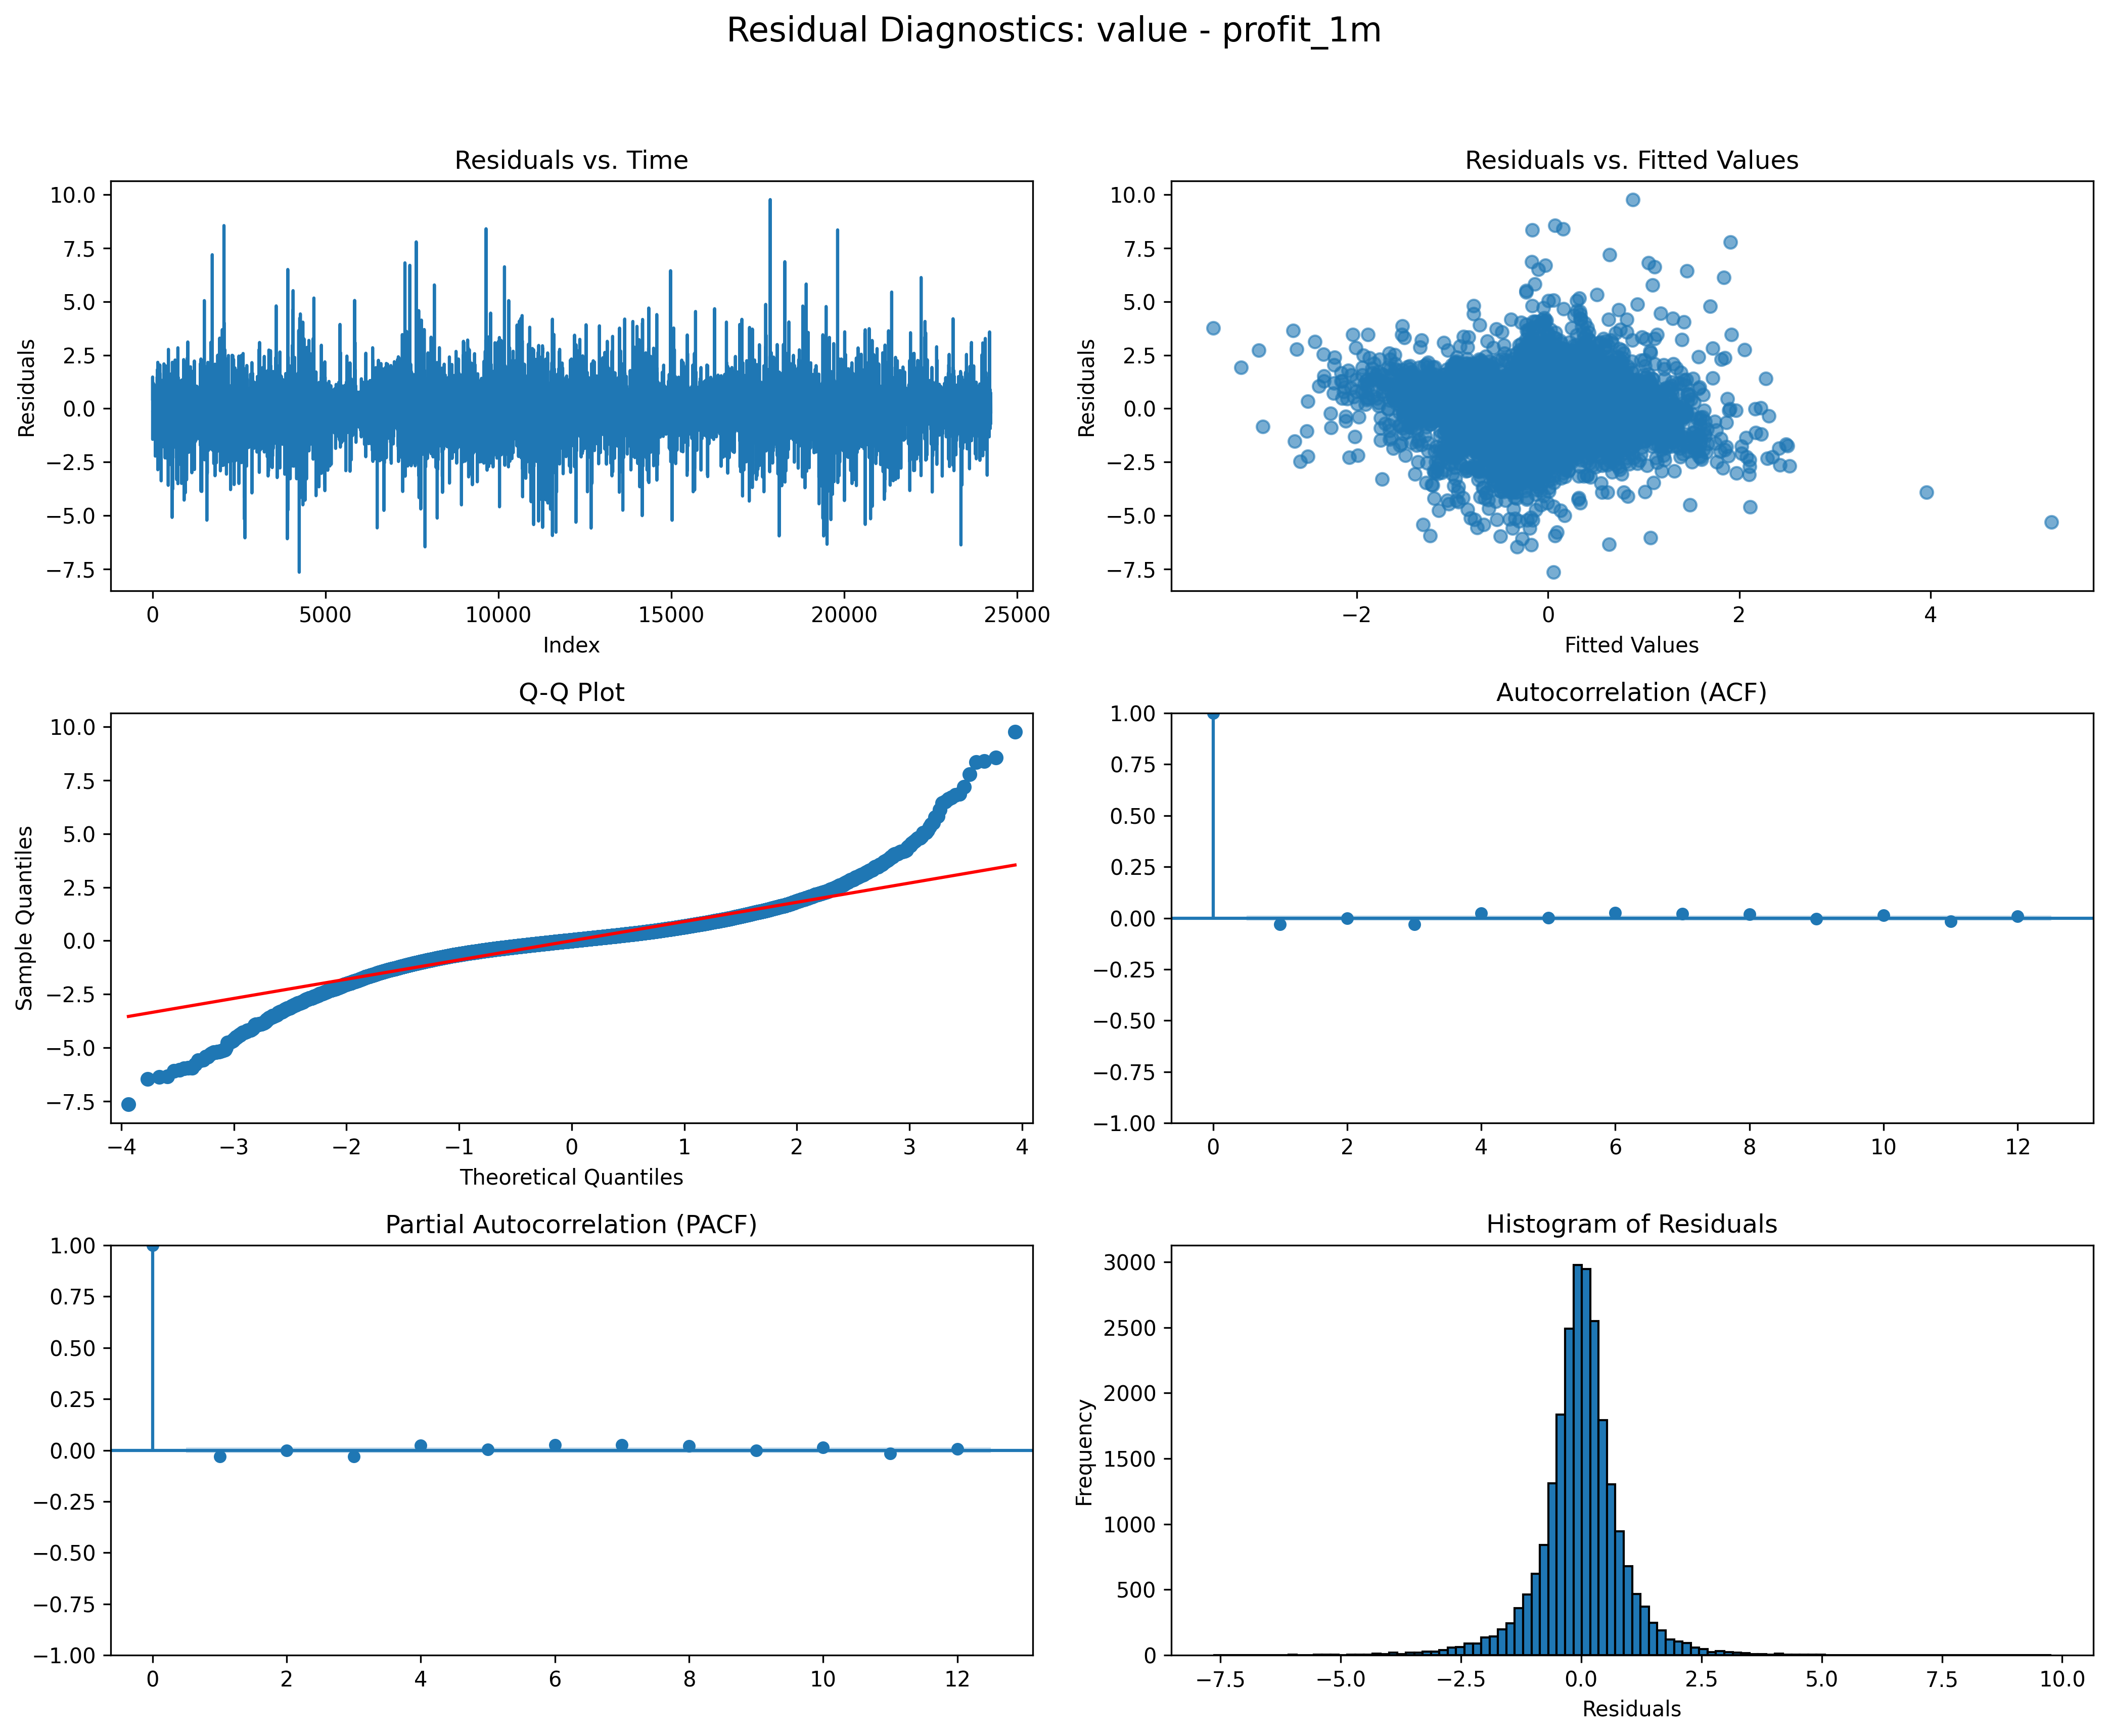 Residual Diagnostics: value - profit_1m
Residuals vs. Time
Residuals
10.0
7.5
5.0
2.5
0.0
−2.5
−5.0
−7.5
0 5000 10000 15000 20000 25000
Index
Residuals vs. Fitted Values
Residuals
10.0
7.5
5.0
2.5
0.0
−2.5
−5.0
−7.5
−2 0 2 4
Fitted Values
Q-Q Plot
Sample Quantiles
10.0
7.5
5.0
2.5
0.0
−2.5
−5.0
−7.5
−4 −3 −2 −1 0 1 2 3 4
Theoretical Quantiles
Autocorrelation (ACF)
1.00
0.75
0.50
0.25
0.00
−0.25
−0.50
−0.75
−1.00
0 2 4 6 8 10 12
Partial Autocorrelation (PACF)
1.00
0.75
0.50
0.25
0.00
−0.25
−0.50
−0.75
−1.00
0 2 4 6 8 10 12
Histogram of Residuals
Frequency
3000
2500
2000
1500
1000
500
0
−7.5 −5.0 −2.5 0.0 2.5 5.0 7.5 10.0
Residuals